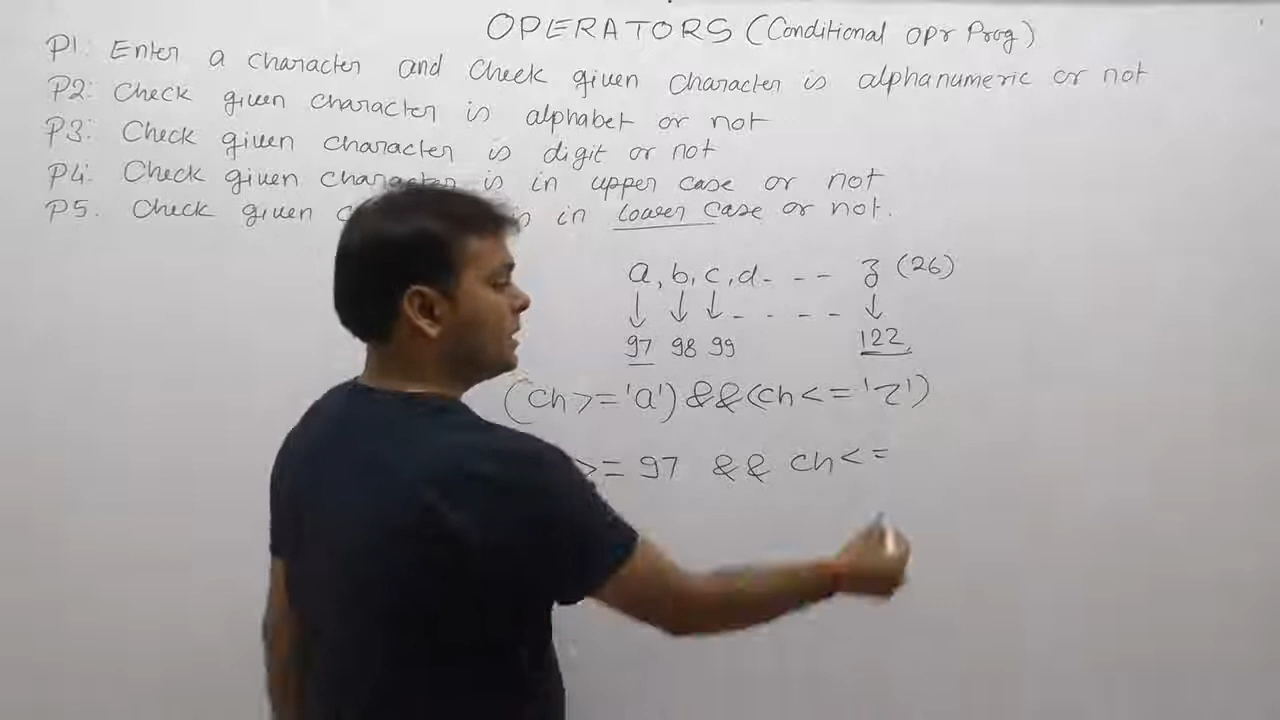 OPERATORS (Conditional opr Prog)
P1: Enter a character and check given character is alphanumeric or not
P2: Check given character is alphabet or not
P3: Check given character is digit or not
P4: Check given character is in upper case or not
P5. Check given is in lower case or not.
a, b, c, d. - - - z (26)
97 98 99 122
(ch >= 'a') && (ch <= 'z')
>= 97 && ch <=